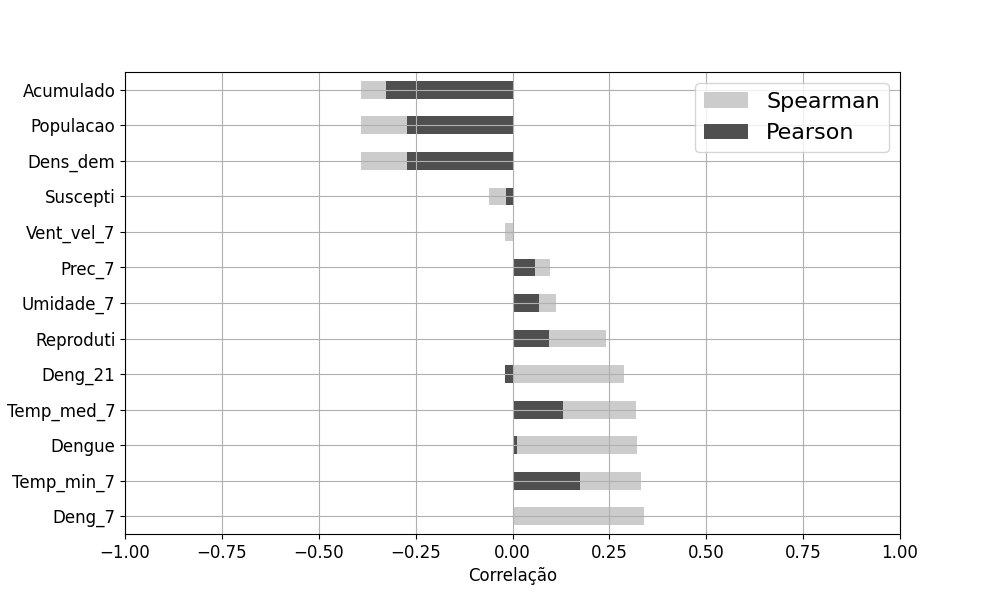 Spearman
Pearson
Acumulado
Populacao
Dens_dem
Suscepti
Vent_vel_7
Prec_7
Umidade_7
Reproduti
Deng_21
Temp_med_7
Dengue
Temp_min_7
Deng_7
−1.00 −0.75 −0.50 −0.25 0.00 0.25 0.50 0.75 1.00
Correlação